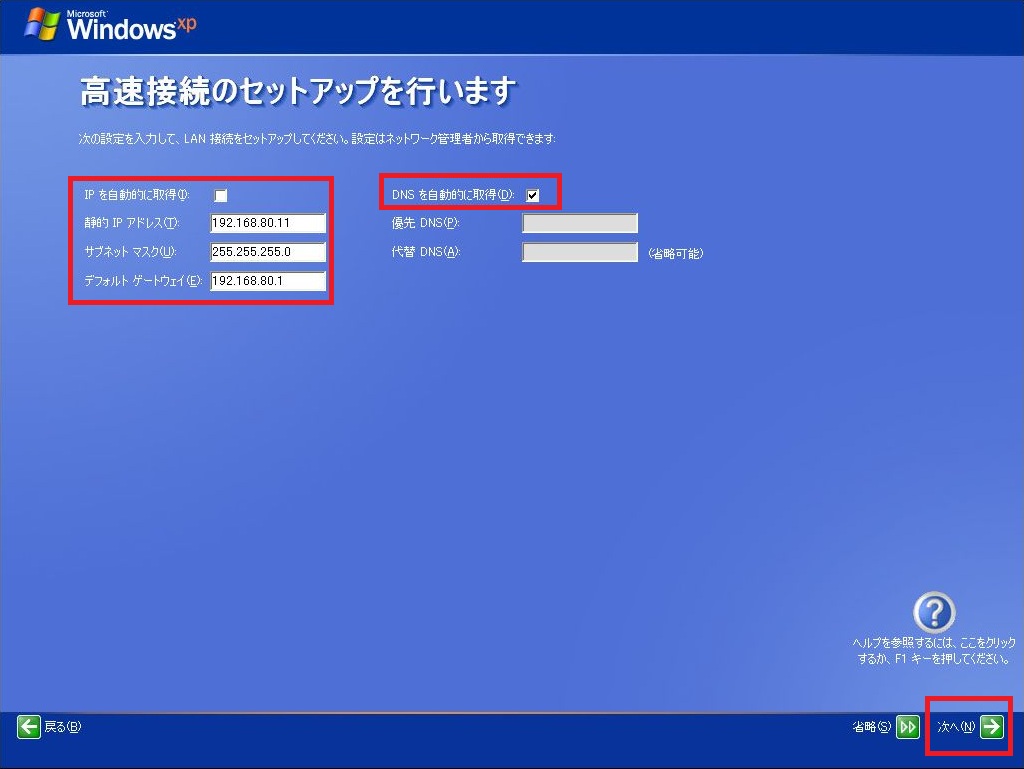 Microsoft
Windows xp
高速接続のセットアップを行います
次の設定を入力して、LAN 接続をセットアップしてください。設定はネットワーク管理者から取得できます:
IP を自動的に取得(I):
静的 IP アドレス(T): 192.168.80.11
サブネット マスク(U): 255.255.255.0
デフォルト ゲートウェイ(E): 192.168.80.1
DNS を自動的に取得(D):
優先 DNS(P):
代替 DNS(A): (省略可能)
ヘルプを参照するには、ここをクリック
するか、F1 キーを押してください。
戻る(B)
省略(S)
次へ(N)